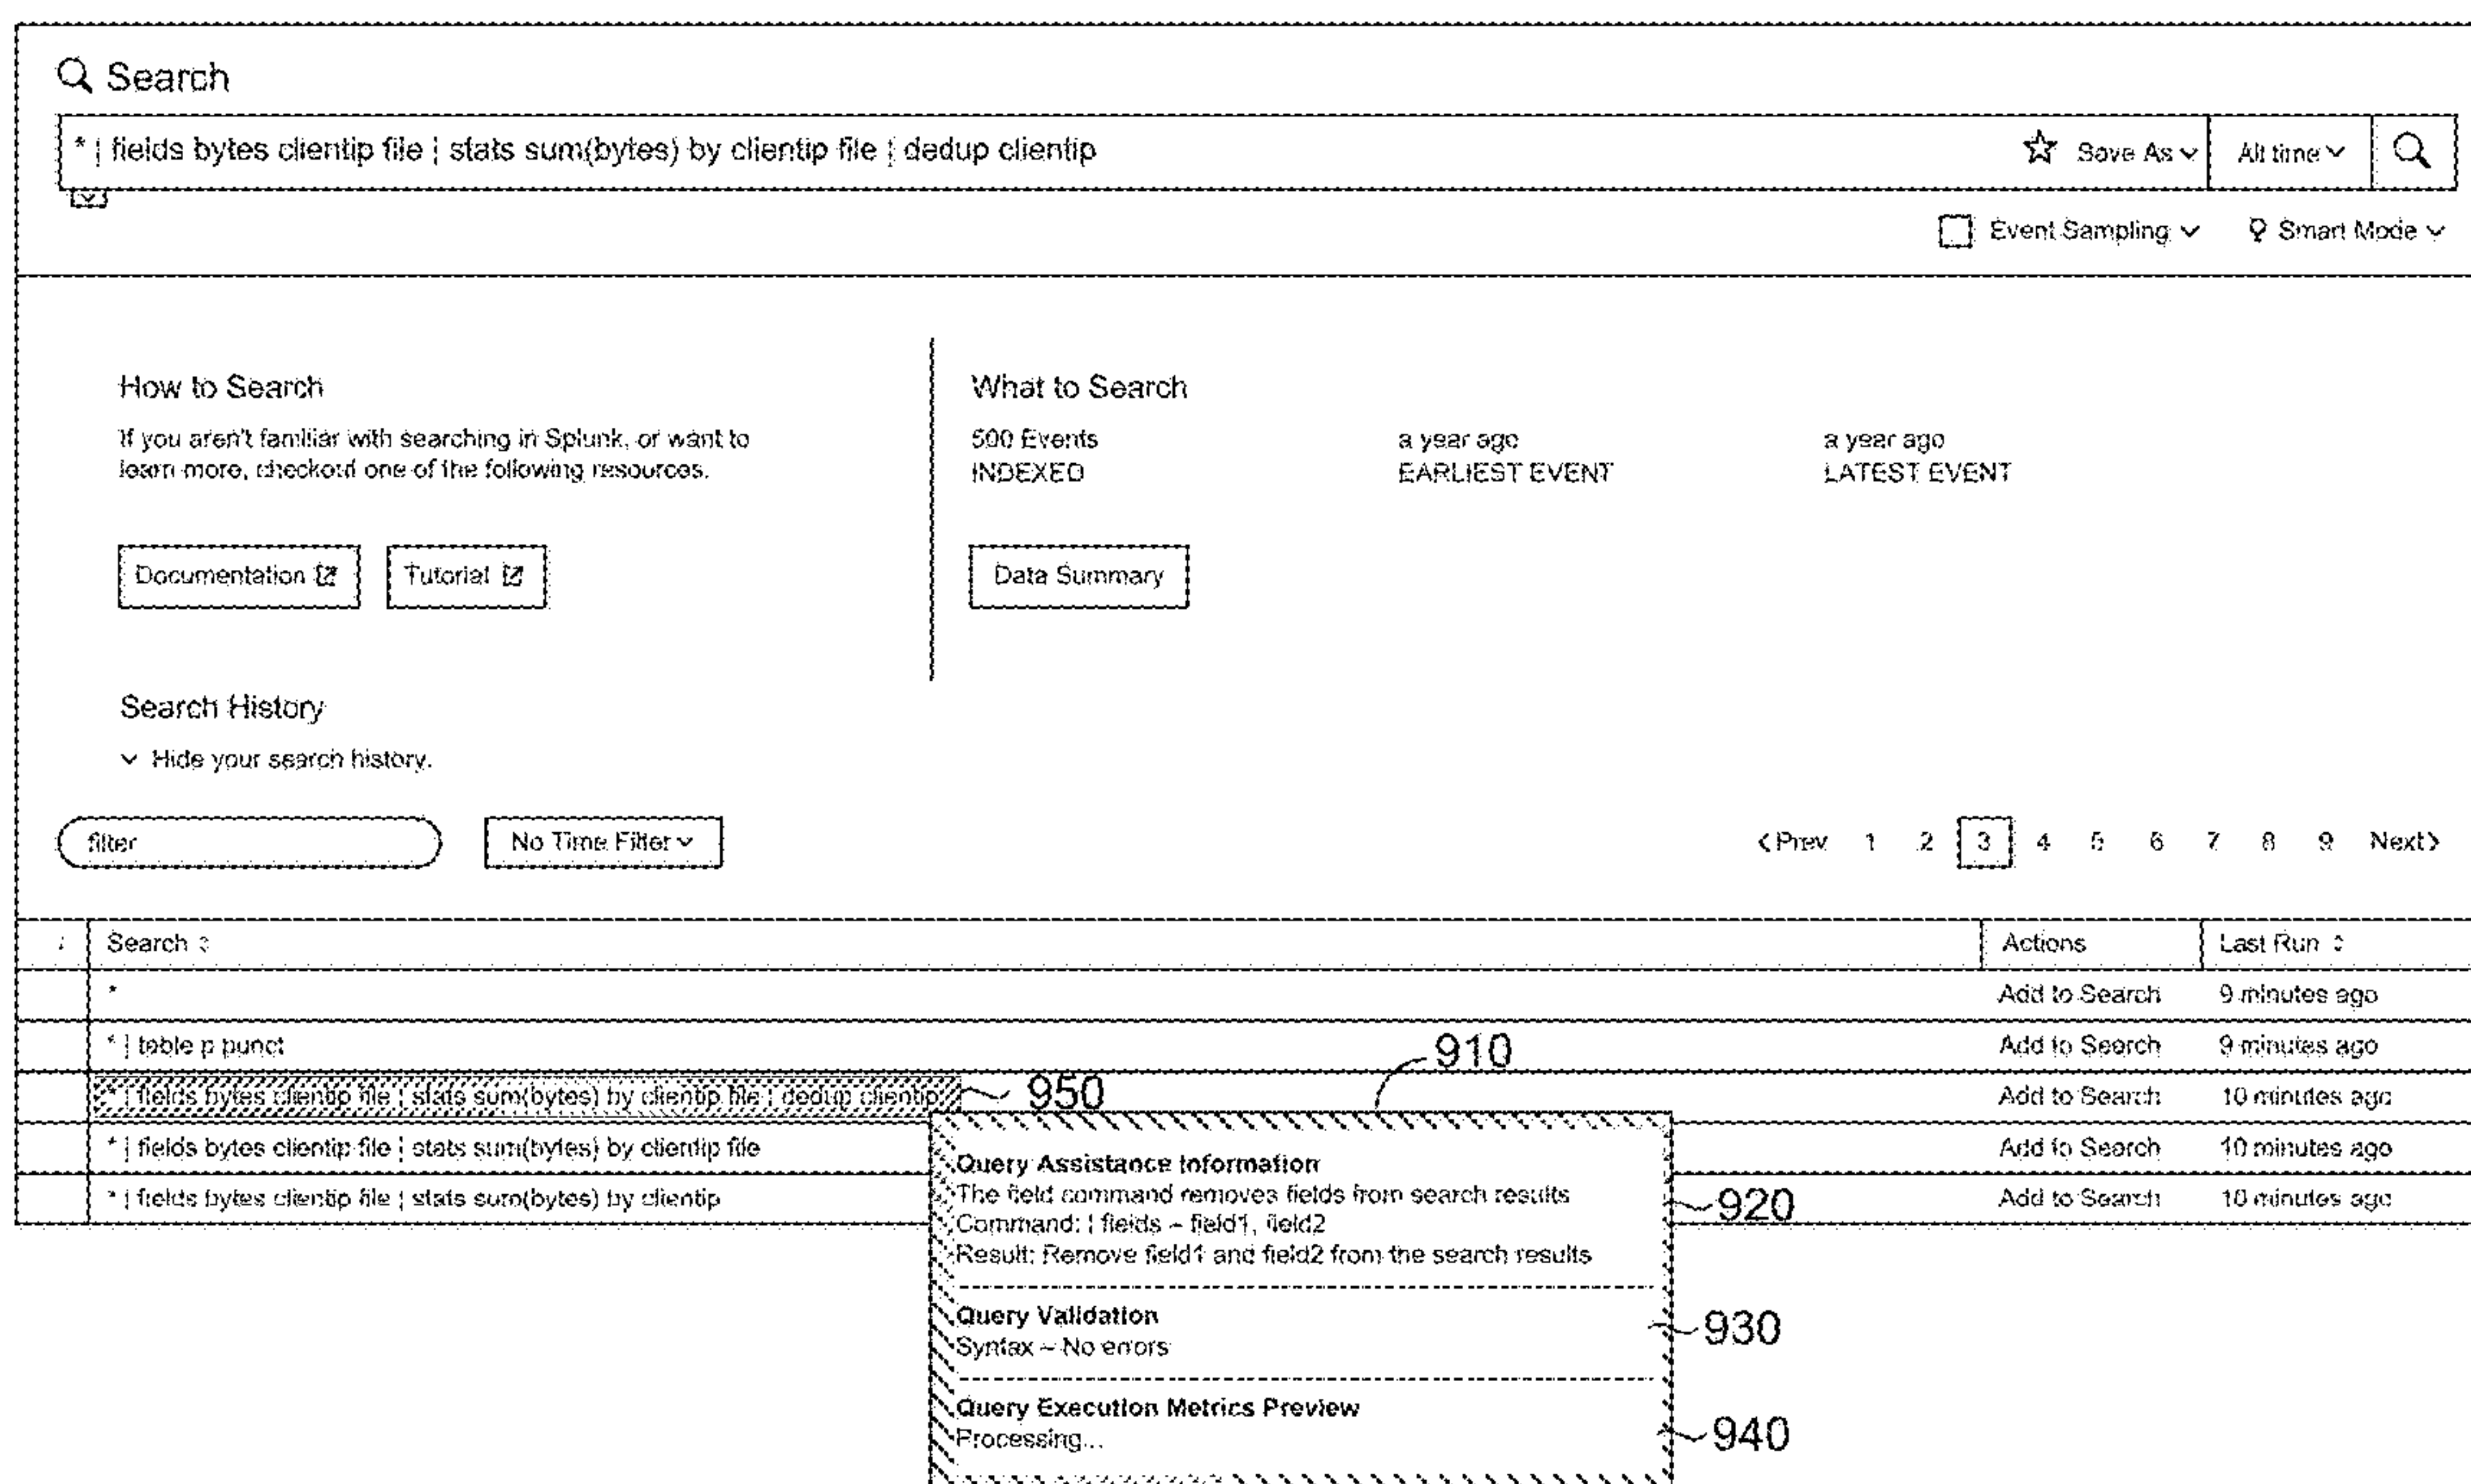 Search
* | fields bytes clientip file | stats sum(bytes) by clientip file | dedup clientip
Save As
All time
Event Sampling
Smart Mode
How to Search
If you aren't familiar with searching in Splunk, or want to
learn more, checkout one of the following resources.
Documentation
Tutorial
What to Search
500 Events
INDEXED
a year ago
EARLIEST EVENT
a year ago
LATEST EVENT
Data Summary
Search History
Hide your search history.
filter
No Time Filter
<Prev 1 2 3 4 5 6 7 8 9 Next>
i Search Actions Last Run
* Add to Search 9 minutes ago
* | table p punct Add to Search 9 minutes ago
910
* | fields bytes clientip file | stats sum(bytes) by clientip file | dedup clientip 950 Add to Search 10 minutes ago
* | fields bytes clientip file | stats sum(bytes) by clientip file Add to Search 10 minutes ago
* | fields bytes clientip file | stats sum(bytes) by clientip Add to Search 10 minutes ago
Query Assistance Information
The field command removes fields from search results
920
Command: | fields – field1, field2
Result: Remove field1 and field2 from the search results
Query Validation
930
Syntax – No errors
Query Execution Metrics Preview
940
Processing...